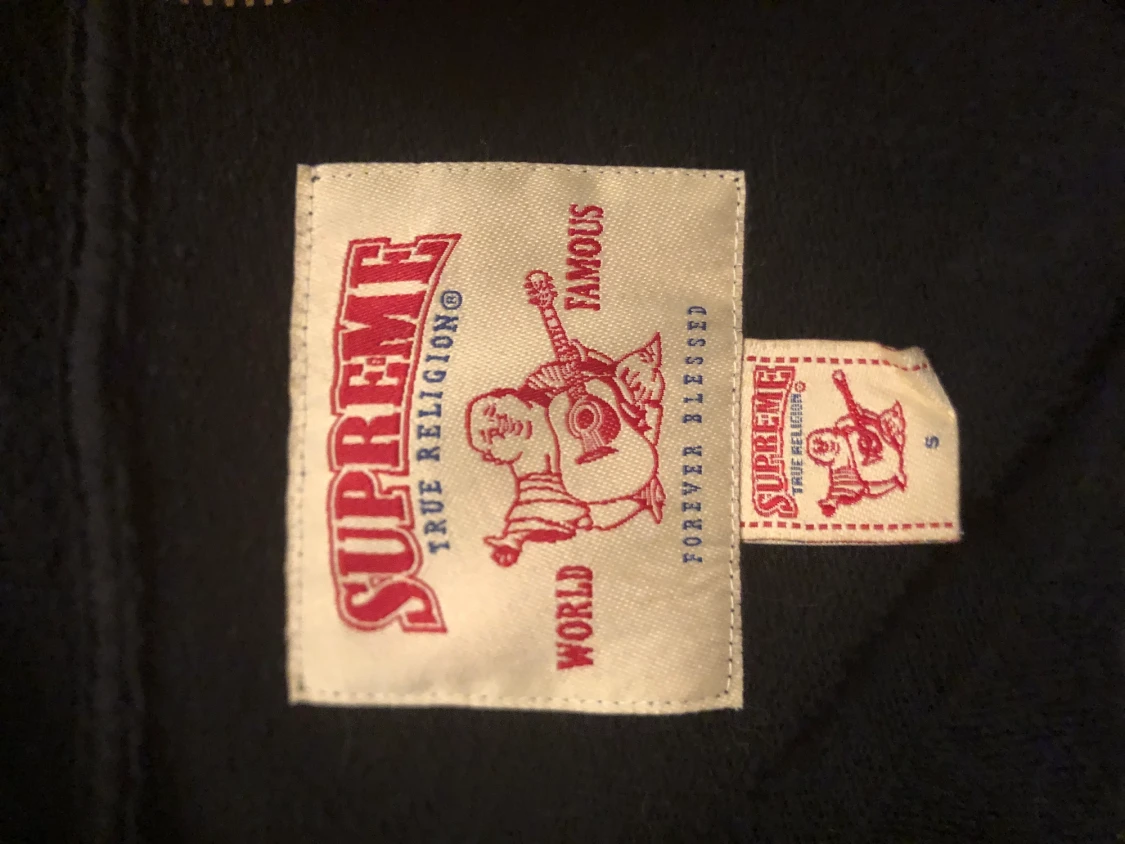 SUPREME
TRUE RELIGION®
WORLD FAMOUS
FOREVER BLESSED
SUPREME
TRUE RELIGION®
S